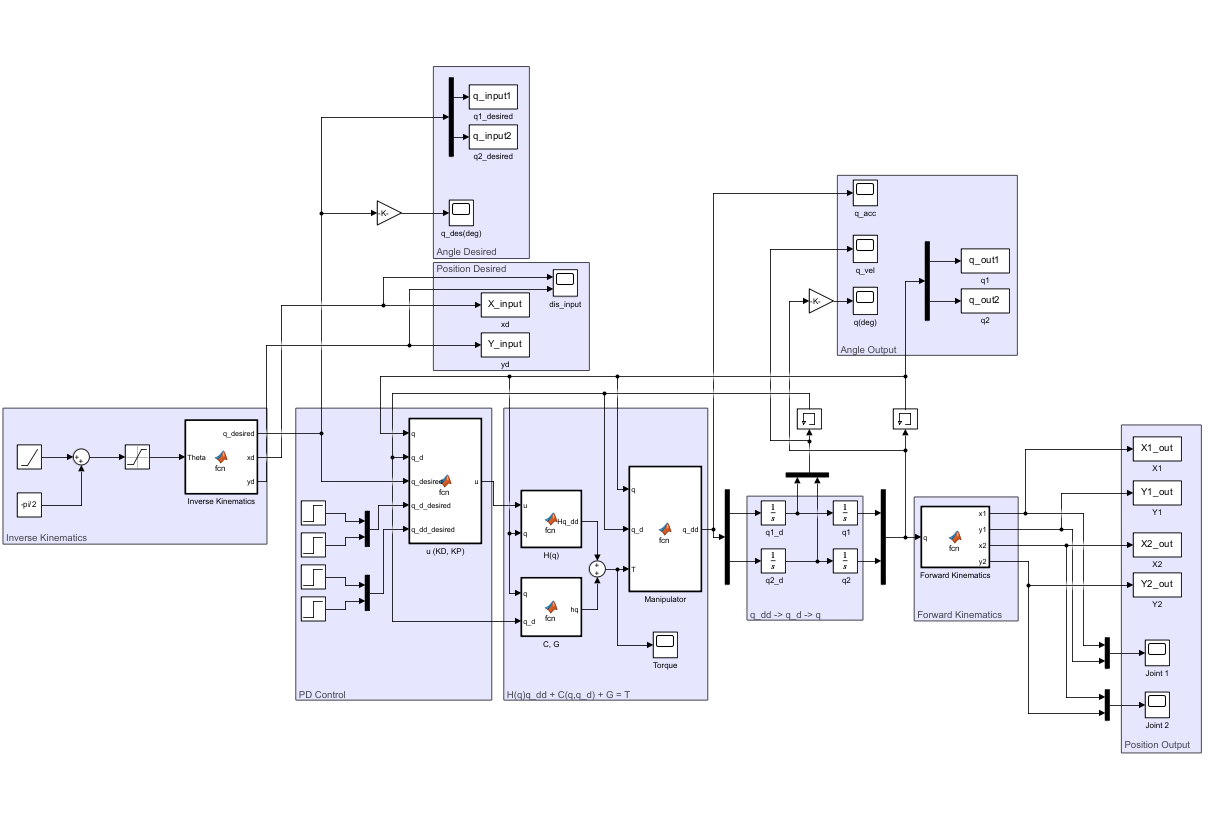 q_input1
q1_desired
q_input2
q2_desired
-K-
q_des(deg)
Angle Desired
Position Desired
dis_input
X_input
xd
Y_input
yd
q_acc
q_vel
-K-
q(deg)
q_out1
q1
q_out2
q2
Angle Output
-pi/2
+
+
Theta
fcn
q_desired
xd
yd
Inverse Kinematics
Inverse Kinematics
q
q_d
q_desired
q_d_desired
q_dd_desired
fcn
u
u (KD, KP)
PD Control
u
q
fcn
Hq_dd
H(q)
q
q_d
fcn
hq
C, G
+
+
q
q_d
T
fcn
q_dd
Manipulator
Torque
H(q)q_dd + C(q,q_d) + G = T
1
s
q1_d
1
s
q1
1
s
q2_d
1
s
q2
q_dd -> q_d -> q
q
fcn
x1
y1
x2
y2
Forward Kinematics
Forward Kinematics
X1_out
X1
Y1_out
Y1
X2_out
X2
Y2_out
Y2
Joint 1
Joint 2
Position Output